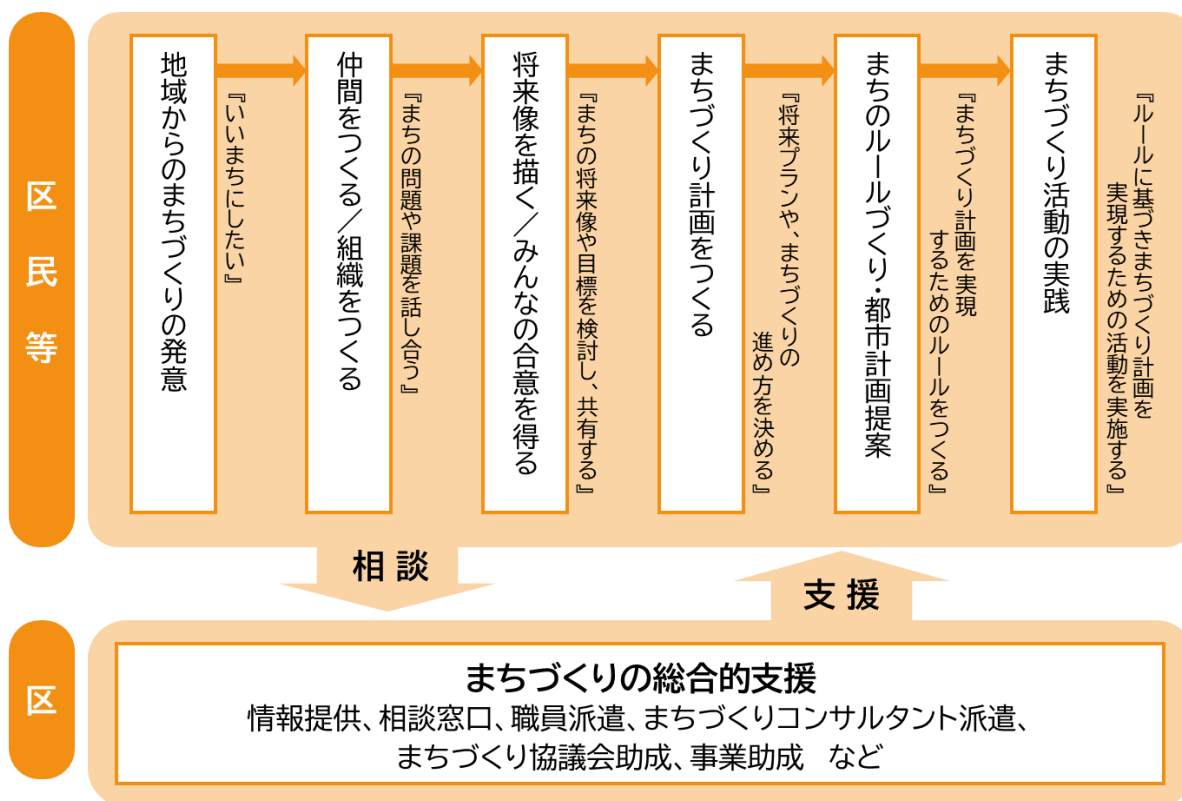 区民等
地域からのまちづくりの発意
『いいまちにしたい』
仲間をつくる／組織をつくる
『まちの問題や課題を話し合う』
将来像を描く／みんなの合意を得る
『まちの将来像や目標を検討し、共有する』
まちづくり計画をつくる
『将来プランや、まちづくりの
進め方を決める』
まちのルールづくり・都市計画提案
『まちづくり計画を実現
するためのルールをつくる』
まちづくり活動の実践
『ルールに基づきまちづくり計画を
実現するための活動を実施する』
相談
支援
区
まちづくりの総合的支援
情報提供、相談窓口、職員派遣、まちづくりコンサルタント派遣、
まちづくり協議会助成、事業助成　など